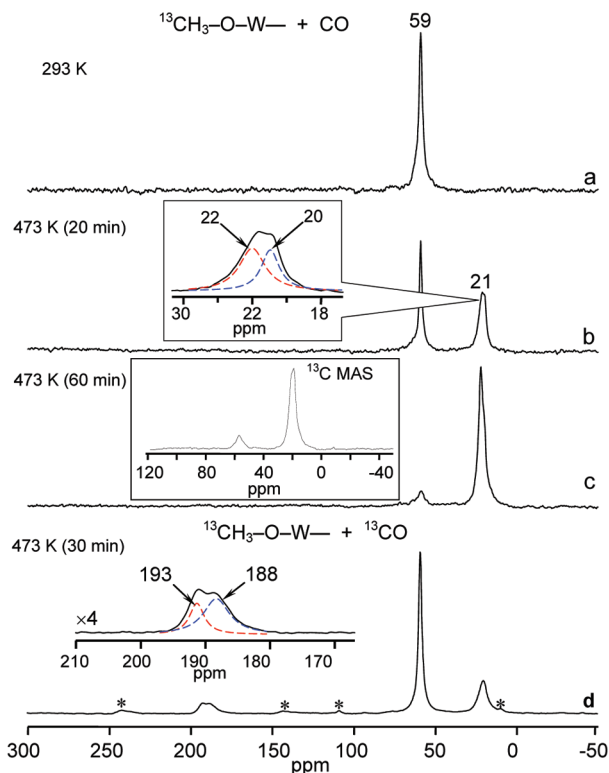 ¹³CH₃–O–W— + CO
59
293 K
a
473 K (20 min)
22
20
21
30
22
18
ppm
b
473 K (60 min)
¹³C MAS
120
80
40
0
-40
ppm
c
¹³CH₃–O–W— + ¹³CO
473 K (30 min)
193
188
×4
210
200
190
180
170
ppm
* * * *
d
300
250
200
150
100
50
0
-50
ppm